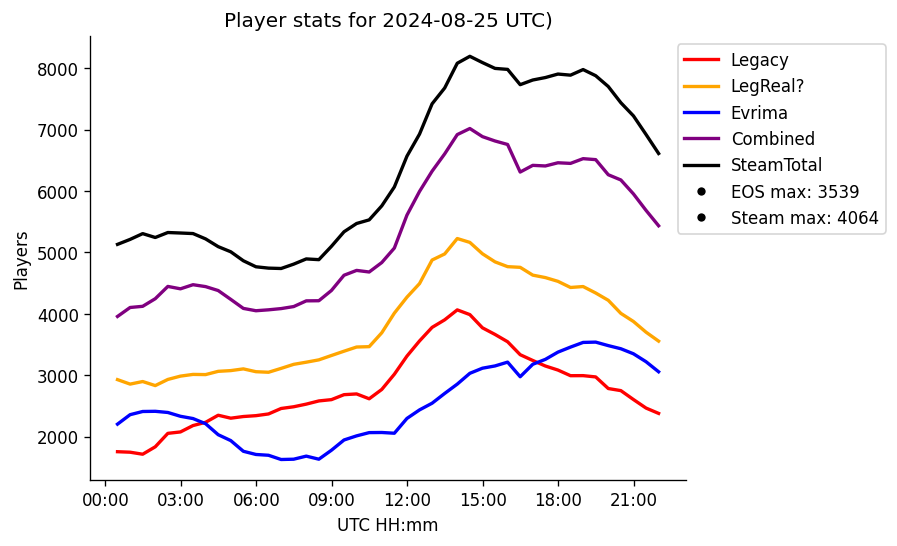 Player stats for 2024-08-25 UTC)
Legacy
LegReal?
Evrima
Combined
SteamTotal
EOS max: 3539
Steam max: 4064
8000
7000
6000
5000
4000
3000
2000
Players
00:00 03:00 06:00 09:00 12:00 15:00 18:00 21:00
UTC HH:mm